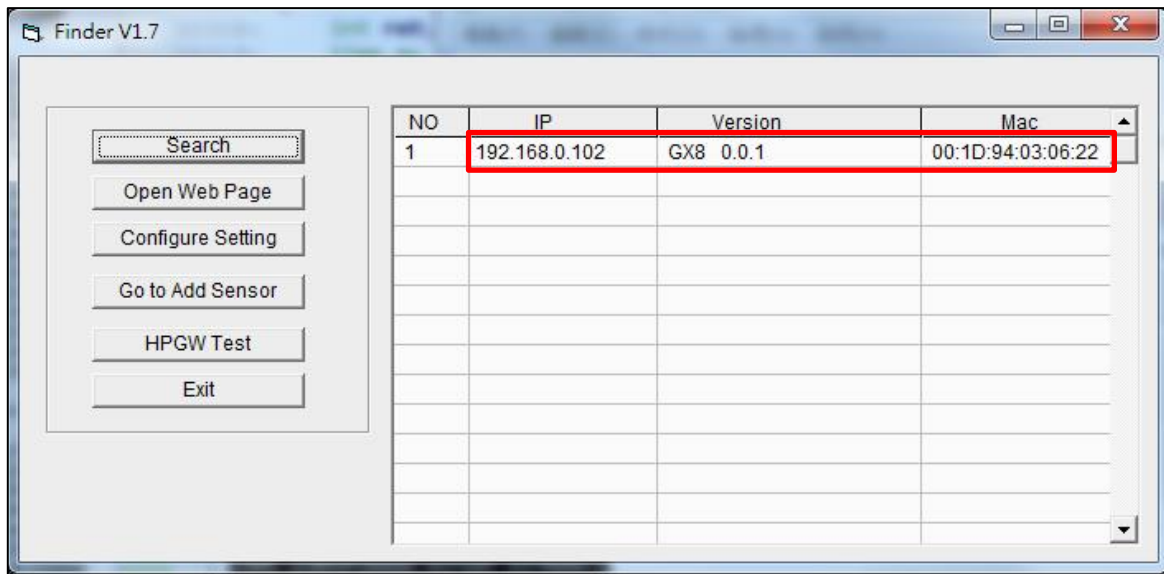 Finder V1.7
Search
Open Web Page
Configure Setting
Go to Add Sensor
HPGW Test
Exit
NO IP Version Mac
1 192.168.0.102 GX8 0.0.1 00:1D:94:03:06:22